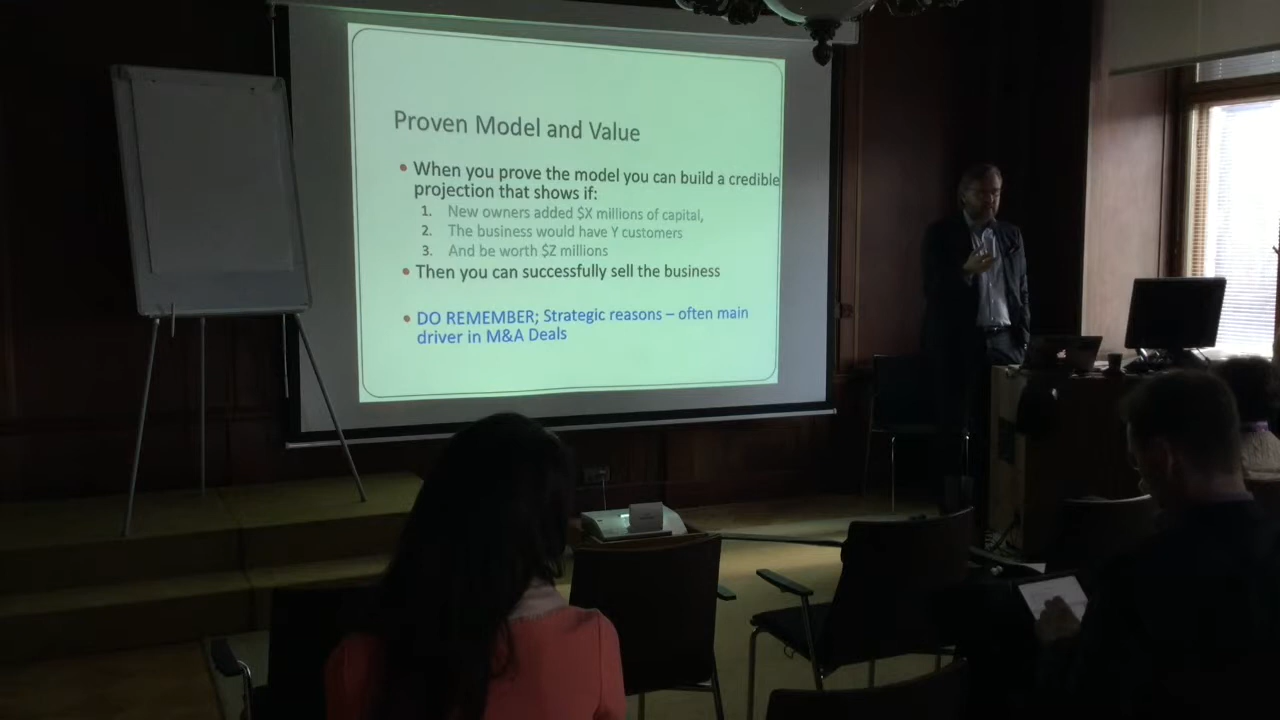 Proven Model and Value
• When you prove the model you can build a credible
projection that shows if:
1. New owners added $X millions of capital,
2. The business would have Y customers
3. And be worth $Z millions
• Then you can successfully sell the business
• DO REMEMBER; Strategic reasons – often main
driver in M&A Deals